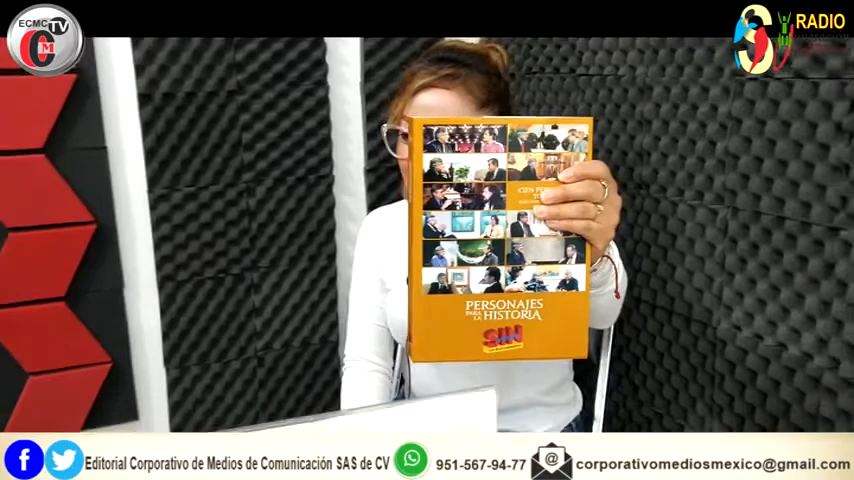 ECMC TV
CM
RADIO
CIEN PER
PERSONAJES
PARA LA HISTORIA
SIN
Editorial Corporativo de Medios de Comunicación SAS de CV
951-567-94-77
corporativomediosmexico@gmail.com